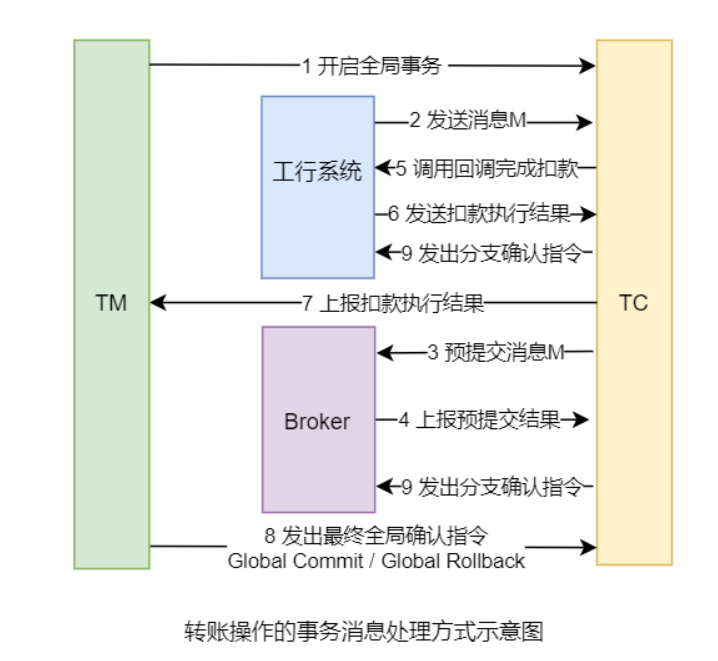 1 开启全局事务
2 发送消息M
工行系统
5 调用回调完成扣款
6 发送扣款执行结果
9 发出分支确认指令
TM
7 上报扣款执行结果
TC
3 预提交消息M
Broker
4 上报预提交结果
9 发出分支确认指令
8 发出最终全局确认指令
Global Commit / Global Rollback
转账操作的事务消息处理方式示意图